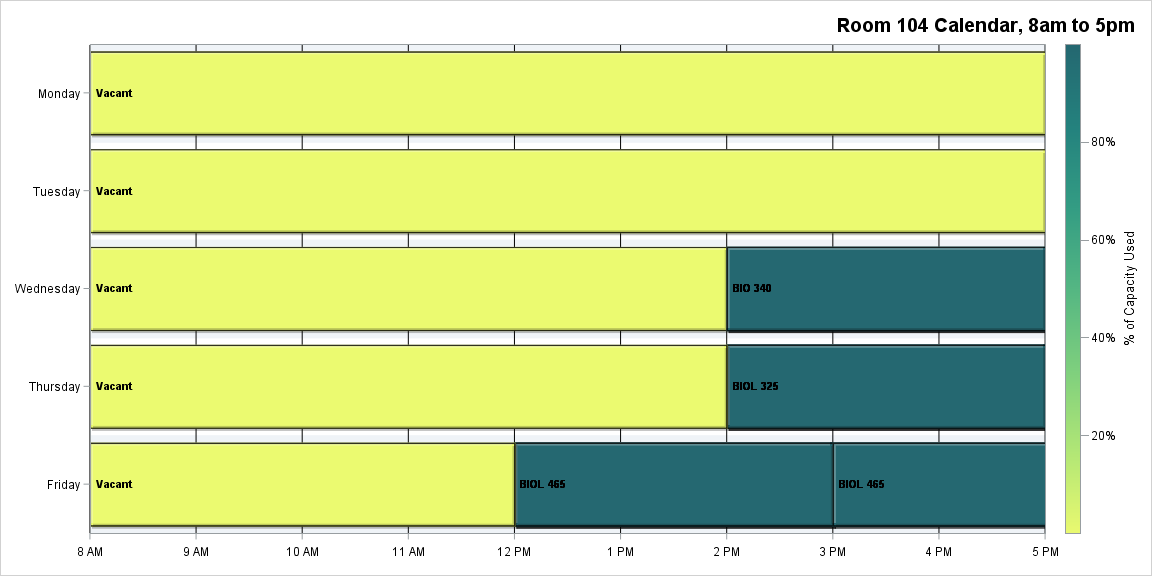 Room 104 Calendar, 8am to 5pm
Monday
Vacant
Tuesday
Vacant
Wednesday
Vacant
BIO 340
Thursday
Vacant
BIOL 325
Friday
Vacant
BIOL 465
BIOL 465
8 AM
9 AM
10 AM
11 AM
12 PM
1 PM
2 PM
3 PM
4 PM
5 PM
80%
60%
40%
20%
% of Capacity Used